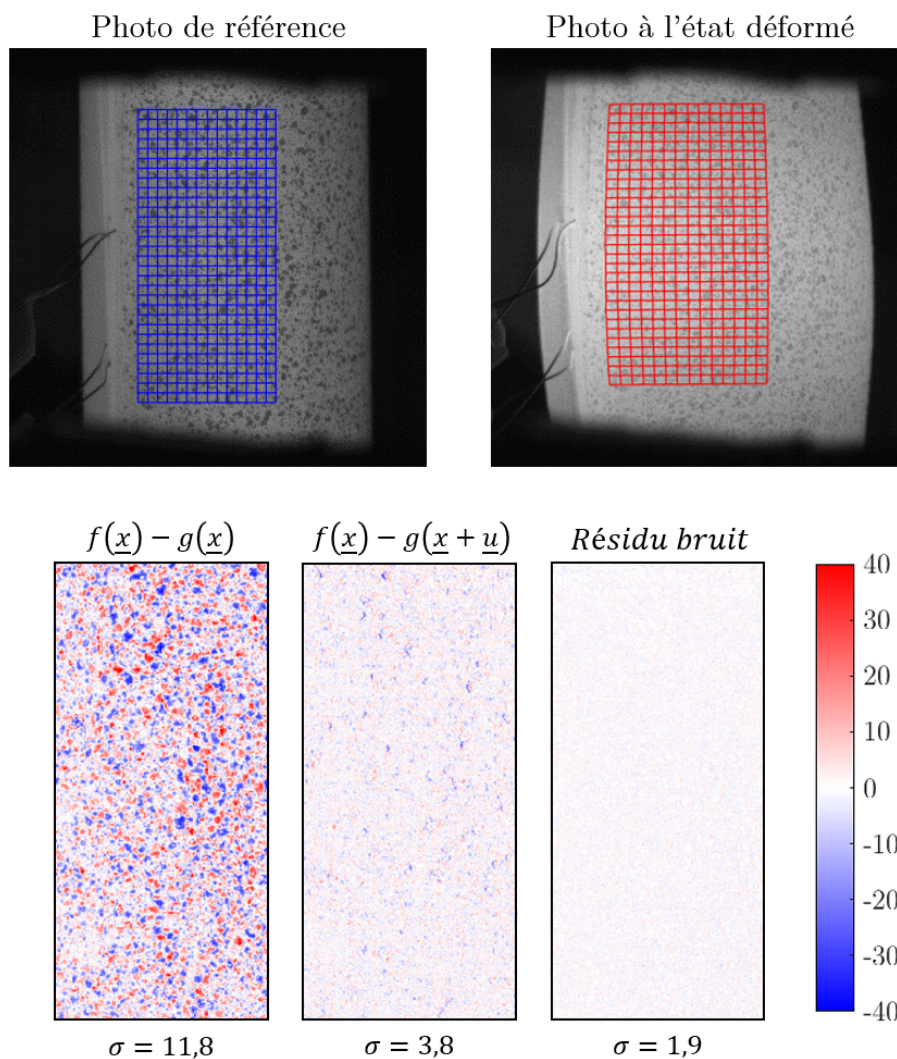 Photo de référence
Photo à l'état déformé
f(x) − g(x)
f(x) − g(x + u)
Résidu bruit
40
30
20
10
0
-10
-20
-30
-40
σ = 11,8
σ = 3,8
σ = 1,9